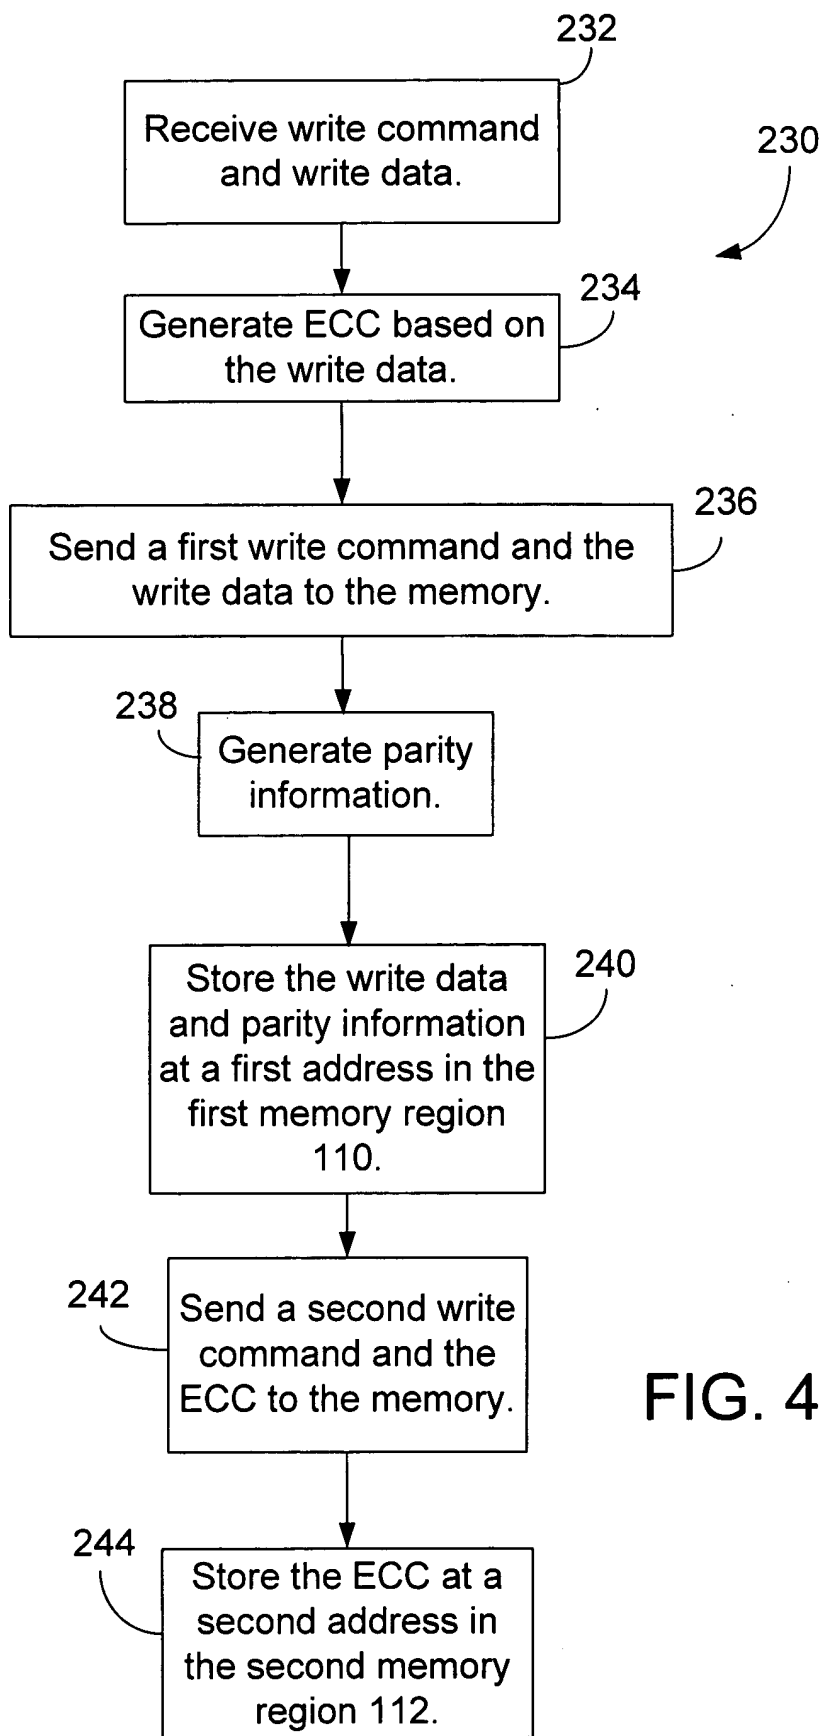 232
Receive write command
and write data.
230
234
Generate ECC based on
the write data.
236
Send a first write command and the
write data to the memory.
238
Generate parity
information.
240
Store the write data
and parity information
at a first address in the
first memory region
110.
242
Send a second write
command and the
ECC to the memory.
FIG. 4
244
Store the ECC at a
second address in
the second memory
region 112.